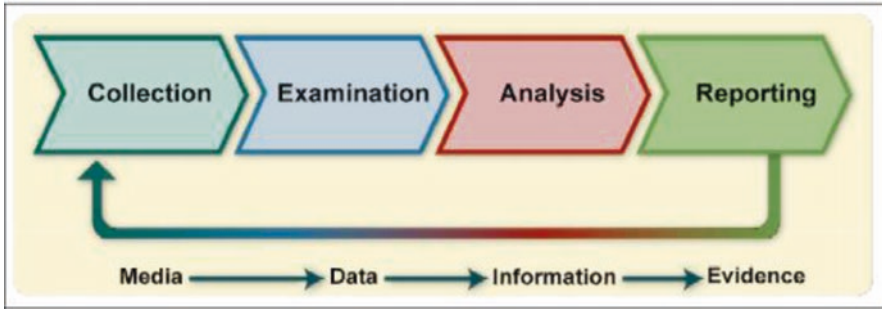 Collection Examination Analysis Reporting
Media Data Information Evidence